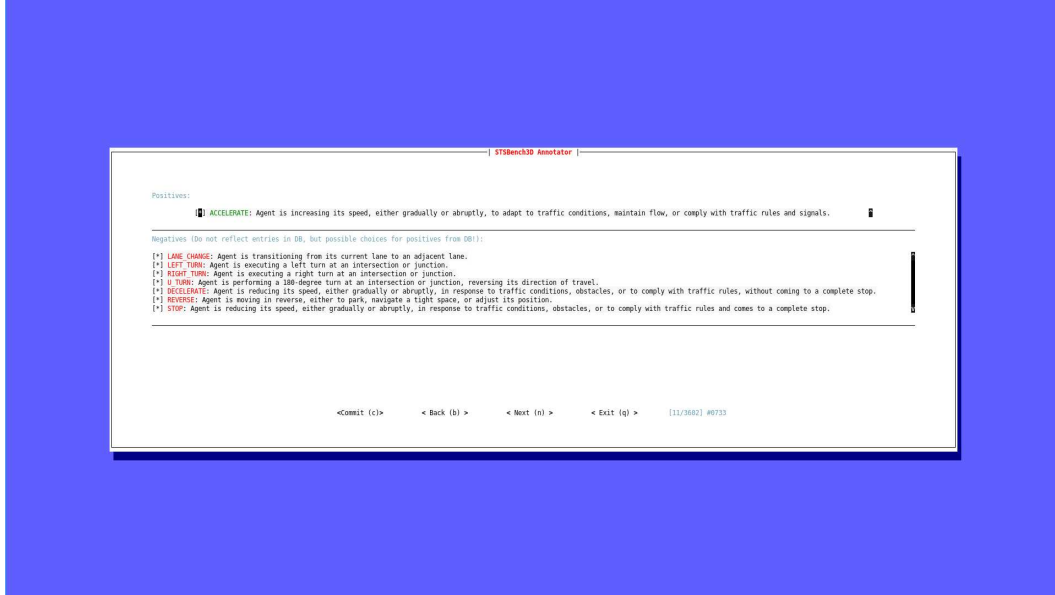 STSBench3D Annotator
Positives:
[*] ACCELERATE: Agent is increasing its speed, either gradually or abruptly, to adapt to traffic conditions, maintain flow, or comply with traffic rules and signals.
Negatives (Do not reflect entries in DB, but possible choices for positives from DB!):
[*] LANE_CHANGE: Agent is transitioning from its current lane to an adjacent lane.
[*] LEFT_TURN: Agent is executing a left turn at an intersection or junction.
[*] RIGHT_TURN: Agent is executing a right turn at an intersection or junction.
[*] U_TURN: Agent is performing a 180-degree turn at an intersection or junction, reversing its direction of travel.
[*] DECELERATE: Agent is reducing its speed, either gradually or abruptly, in response to traffic conditions, obstacles, or to comply with traffic rules, without coming to a complete stop.
[*] REVERSE: Agent is moving in reverse, either to park, navigate a tight space, or adjust its position.
[*] STOP: Agent is reducing its speed, either gradually or abruptly, in response to traffic conditions, obstacles, or to comply with traffic rules and comes to a complete stop.
<Commit (c)> < Back (b) > < Next (n) > < Exit (q) > [11/3682] #0733